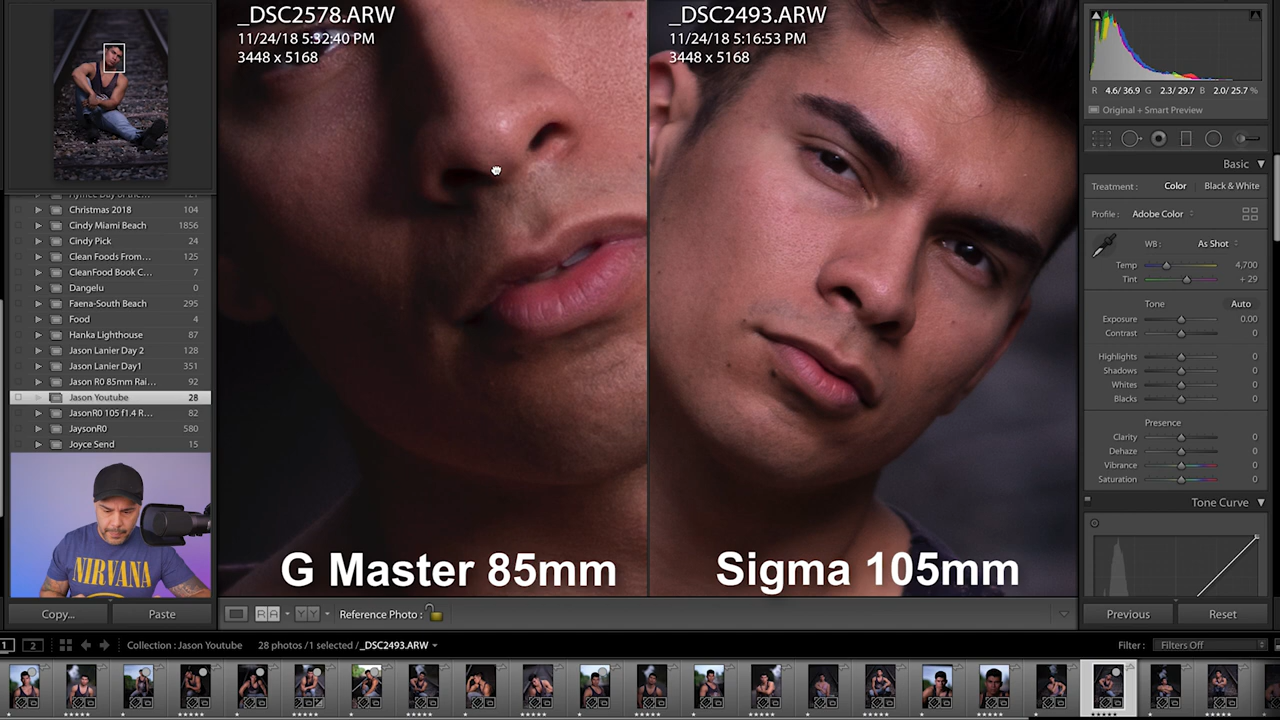 _DSC2578.ARW
11/24/18 5:32:40 PM
3448 x 5168
_DSC2493.ARW
11/24/18 5:16:53 PM
3448 x 5168
R 4.6/36.9 G 2.3/29.7 B 2.0/25.7 %
Original + Smart Preview
Basic
Treatment : Color Black & White
Profile : Adobe Color
WB : As Shot
Temp 4,700
Tint + 29
Tone Auto
Exposure 0.00
Contrast 0
Highlights 0
Shadows 0
Whites 0
Blacks 0
Presence
Clarity 0
Dehaze 0
Vibrance 0
Saturation 0
Tone Curve
Christmas 2018 104
Cindy Miami Beach 1856
Cindy Pick 24
Clean Foods From... 125
CleanFood Book C... 7
Dangelu 0
Faena-South Beach 295
Food 4
Hanka Lighthouse 87
Jason Lanier Day 2 128
Jason Lanier Day1 351
Jason R0 85mm Rai... 92
Jason Youtube 28
JasonR0 105 f1.4 R... 82
JaysonR0 580
Joyce Send 15
NIRVANA
G Master 85mm
Sigma 105mm
Copy... Paste
R A Y Y Reference Photo :
Previous Reset
1 2 Collection : Jason Youtube 28 photos / 1 selected / _DSC2493.ARW
Filter : Filters Off